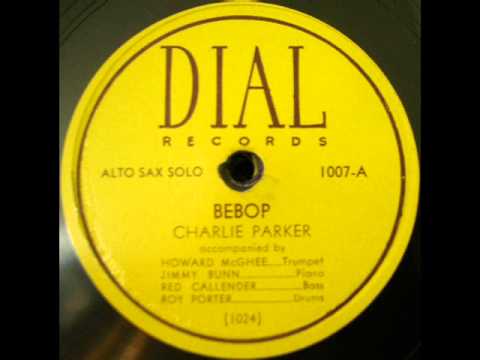 DIAL
RECORDS
ALTO SAX SOLO 1007-A
BEBOP
CHARLIE PARKER
accompanied by
HOWARD McGHEE....Trumpet
JIMMY BUNN..............Piano
RED CALLENDER...........Bass
ROY PORTER...............Drums
(1024)